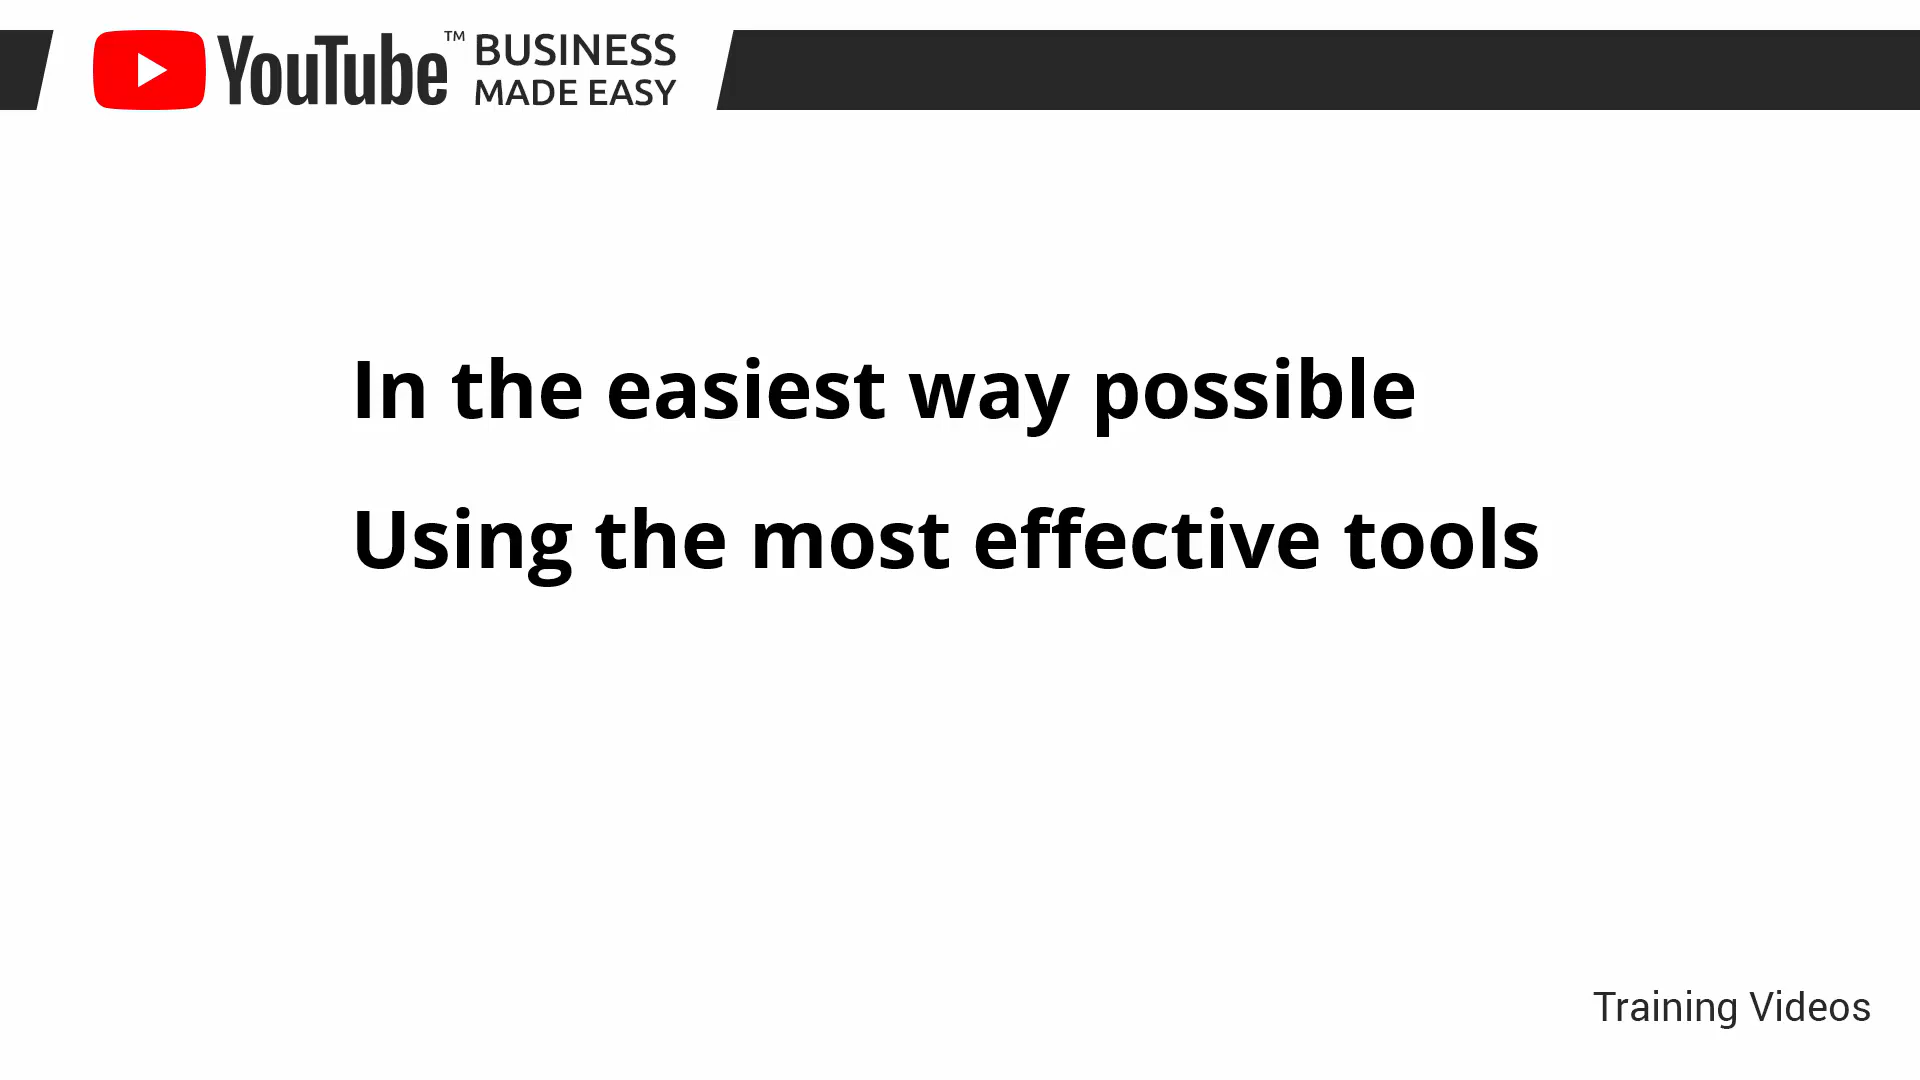 YouTube™ BUSINESS
MADE EASY
In the easiest way possible
Using the most effective tools
Training Videos